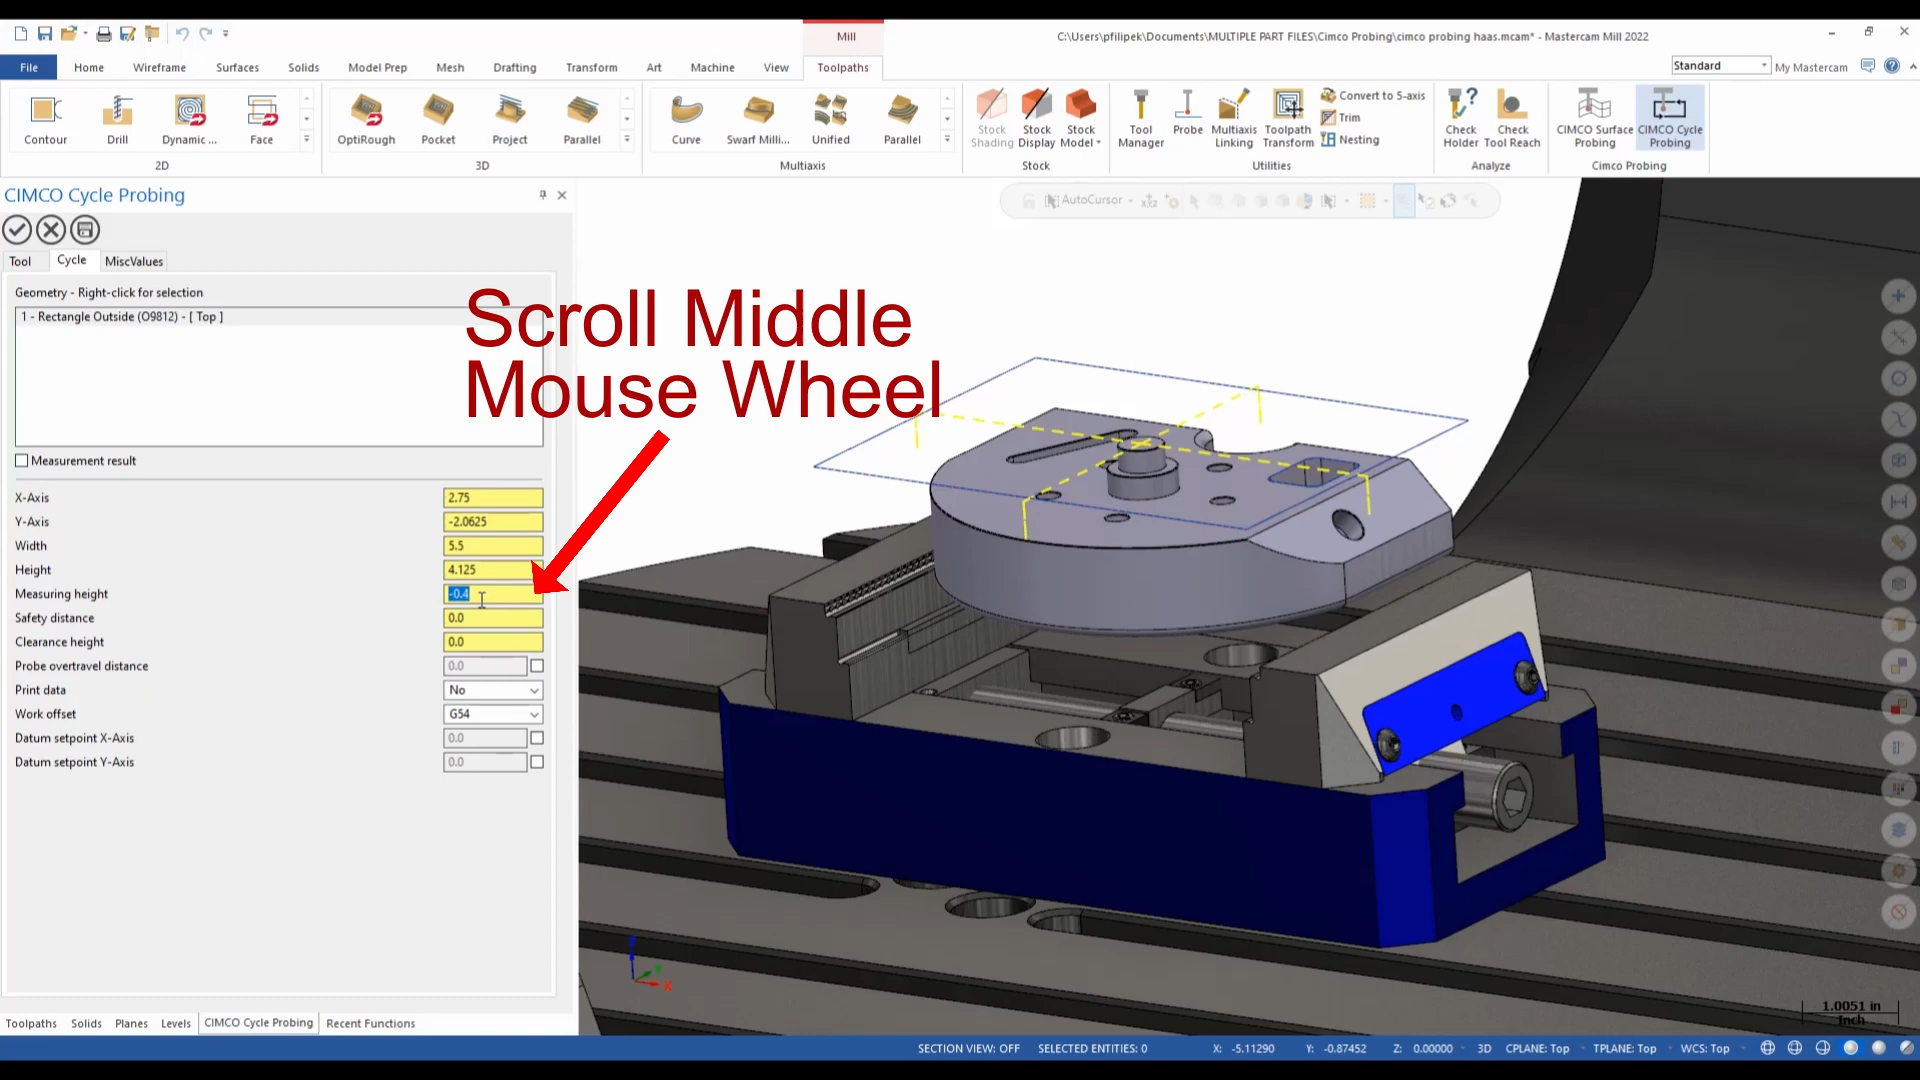 Mill
C:\Users\pfilipek\Documents\MULTIPLE PART FILES\Cimco Probing\cimco probing haas.mcam* - Mastercam Mill 2022
File Home Wireframe Surfaces Solids Model Prep Mesh Drafting Transform Art Machine View Toolpaths
Standard
My Mastercam
Contour Drill Dynamic ... Face
OptiRough Pocket Project Parallel
Curve Swarf Milli... Unified Parallel
Stock Shading
Stock Display
Stock Model
Tool Manager
Probe
Multiaxis Linking
Toolpath Transform
Convert to 5-axis
Trim
Nesting
Check Holder
Check Tool Reach
CIMCO Surface Probing
CIMCO Cycle Probing
2D 3D Multiaxis Stock Utilities Analyze Cimco Probing
CIMCO Cycle Probing
AutoCursor
Tool Cycle MiscValues
Geometry - Right-click for selection
1 - Rectangle Outside (O9812) - [ Top ]
Scroll Middle
Mouse Wheel
Measurement result
X-Axis 2.75
Y-Axis -2.0625
Width 5.5
Height 4.125
Measuring height -0.4
Safety distance 0.0
Clearance height 0.0
Probe overtravel distance 0.0
Print data No
Work offset G54
Datum setpoint X-Axis 0.0
Datum setpoint Y-Axis 0.0
X
1.0051 in
Inch
Toolpaths Solids Planes Levels CIMCO Cycle Probing Recent Functions
SECTION VIEW: OFF SELECTED ENTITIES: 0 X: -5.11290 Y: -0.87452 Z: 0.00000 3D CPLANE: Top TPLANE: Top WCS: Top